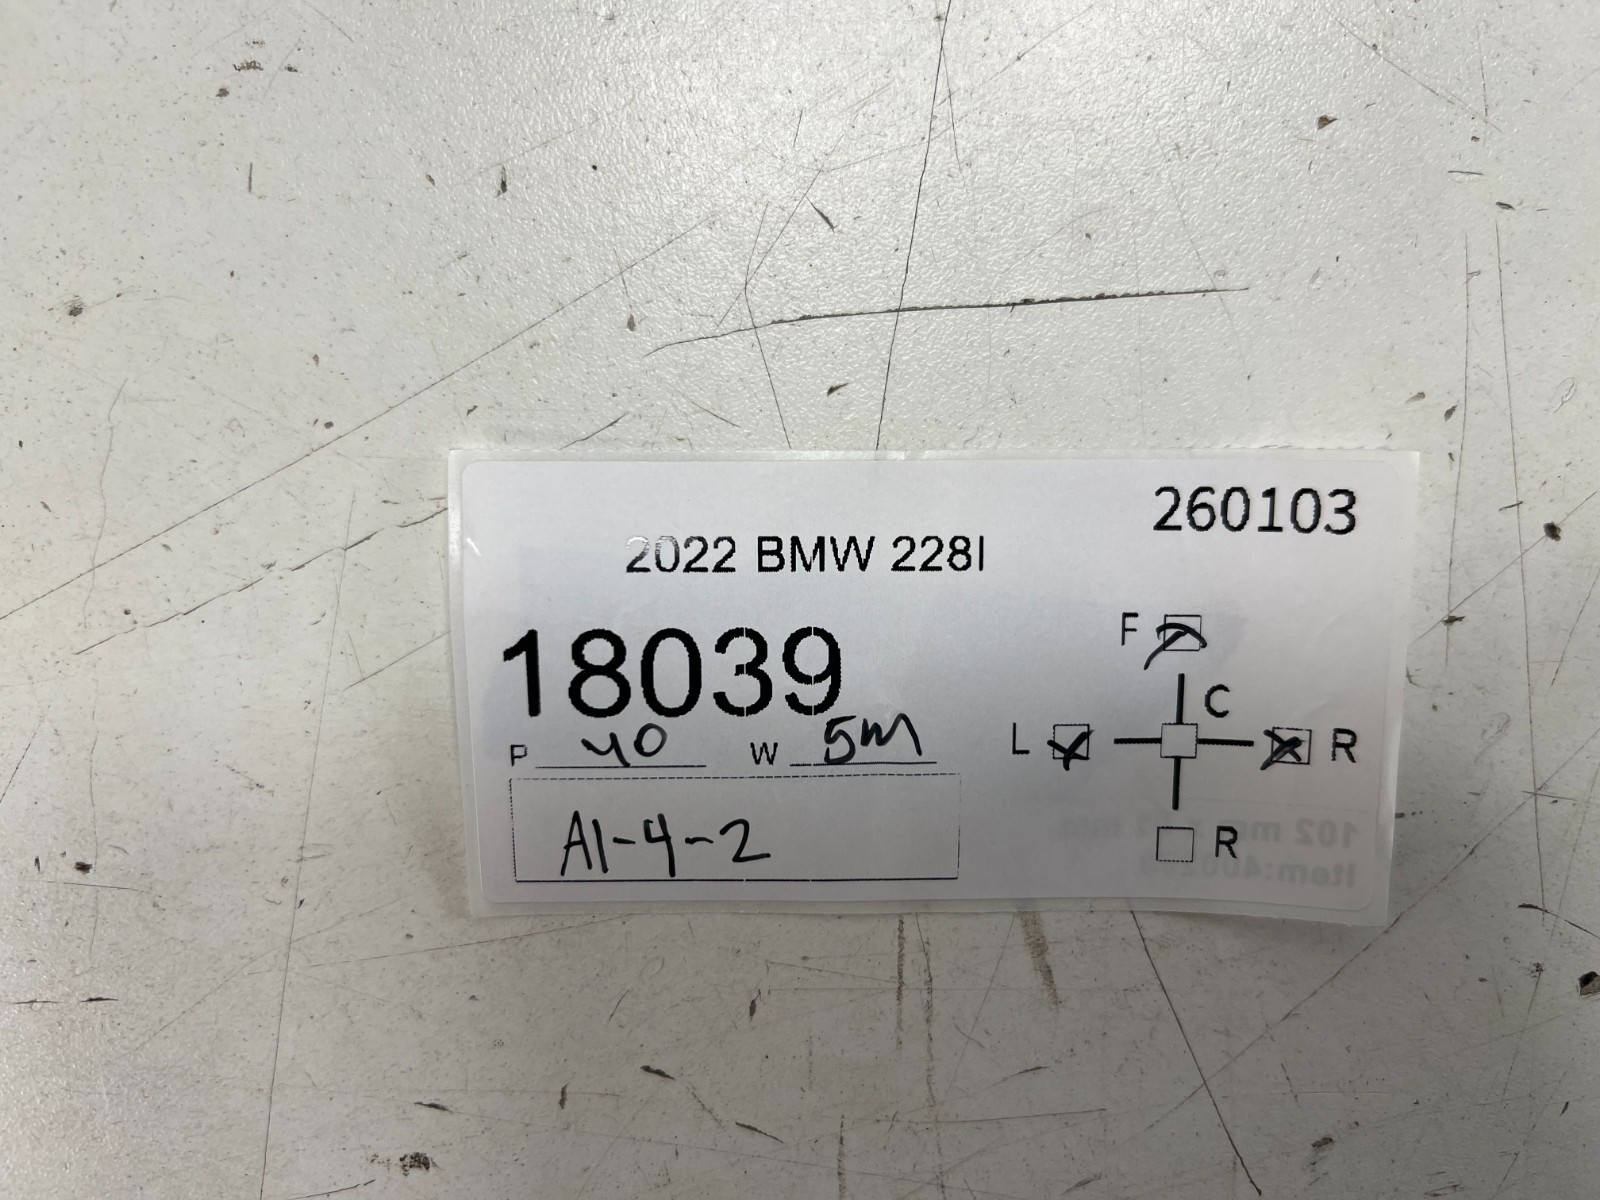 260103
2022 BMW 228I
18039
F
C
P 40 W 5m
L R
A1-4-2
R